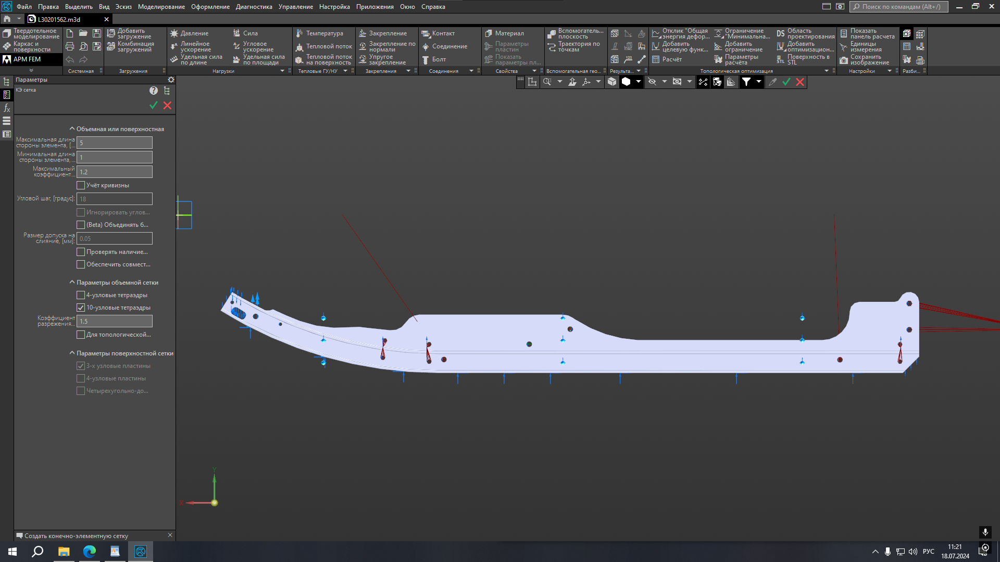 Файл Правка Выделить Вид Эскиз Моделирование Оформление Диагностика Управление Настройка Приложения Окно Справка
Поиск по командам (Alt+/)
L30201562.m3d
Твердотельное моделирование
Каркас и поверхности
APM FEM
Системная
Добавить загружение
Комбинация загружений
Загружения
Давление
Линейное ускорение
Удельная сила по длине
Сила
Угловое ускорение
Удельная сила по площади
Нагрузки
Температура
Тепловой поток
Тепловой поток на поверхность
Тепловые ГУ/НУ
Закрепление
Закрепление по нормали
Упругое закрепление
Закрепления
Контакт
Соединение
Болт
Соединения
Материал
Параметры пластин
Показать параметры пл...
Свойства
Вспомогатель... плоскость
Траектория по точкам
Вспомогательная гео...
Результа...
Отклик "Общая энергия дефор...
Добавить целевую функ...
Расчёт
Ограничение "Минимальна...
Добавить ограничение
Параметры расчёта
DS Область проектирования
Добавить оптимизацион...
STL Поверхность в STL
Топологическая оптимизация
Показать панель расчета
Единицы измерения
Сохранить изображение
Настройки
Разби...
Параметры
КЭ сетка
Объемная или поверхностная
Максимальная длина стороны элемента, [... 5
Минимальная длина стороны элемента,... 1
Максимальный коэффициент... 1.2
Учёт кривизны
Угловой шаг, [градус]: 18
Игнорировать углов...
(Beta) Объединять б...
Размер допуска на слияние, [мм]: 0.05
Проверять наличие...
Обеспечить совмест...
Параметры объемной сетки
4-узловые тетраэдры
10-узловые тетраэдры
Коэффициент разрежения... 1.5
Для топологической...
Параметры поверхностной сетки
3-х узловые пластины
4-узловые пластины
Четырехугольно-до...
Y
X
Создать конечно-элементную сетку
РУС
11:21
18.07.2024